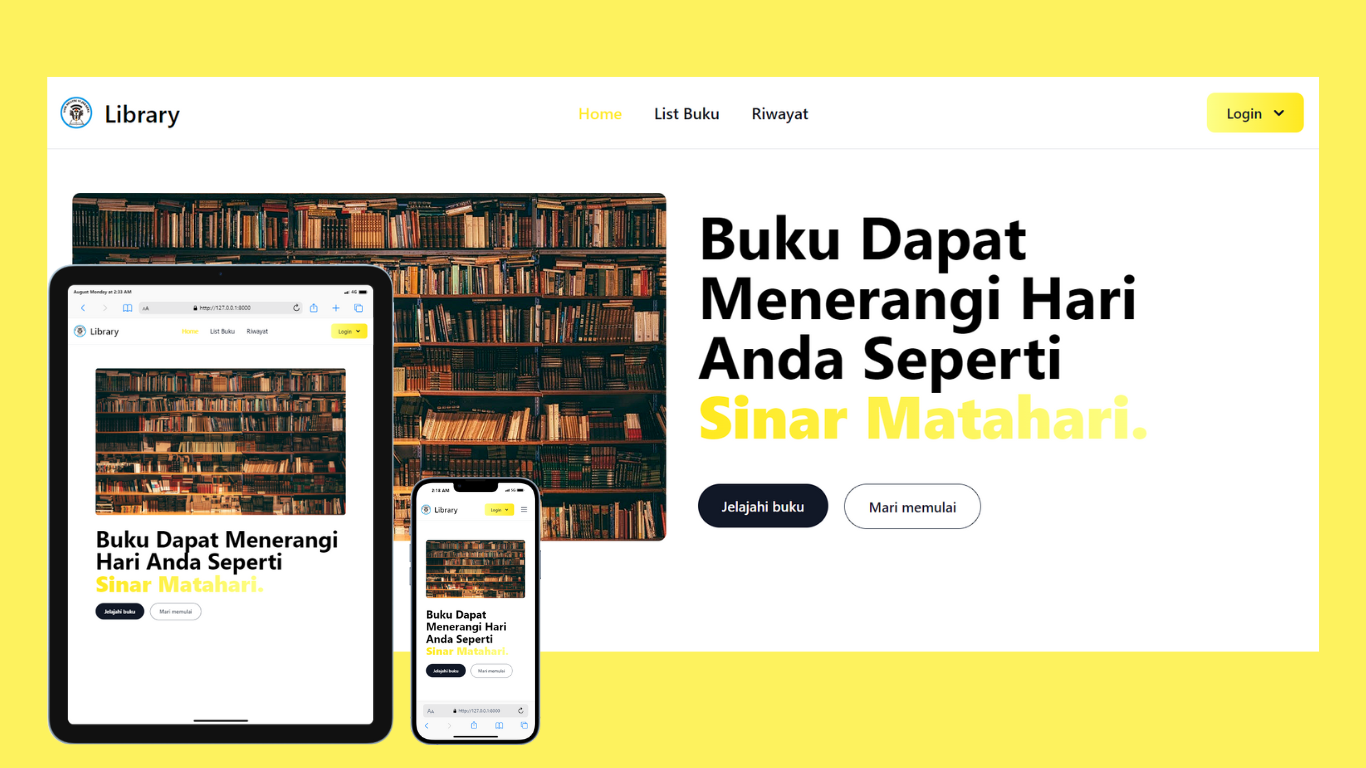 Library
Home
List Buku
Riwayat
Login
Buku Dapat
Menerangi Hari
Anda Seperti
Sinar Matahari.
Jelajahi buku
Mari memulai
August Monday at 2:33 AM
4G
AA
http://127.0.0.1:8000
Library
Home
List Buku
Riwayat
Login
Buku Dapat Menerangi
Hari Anda Seperti
Sinar Matahari.
Jelajahi buku
Mari memulai
2:18 AM
Library
Login
Buku Dapat
Menerangi Hari
Anda Seperti
Sinar Matahari.
Jelajahi buku
Mari memulai
Aa
http://127.0.0.1:8000